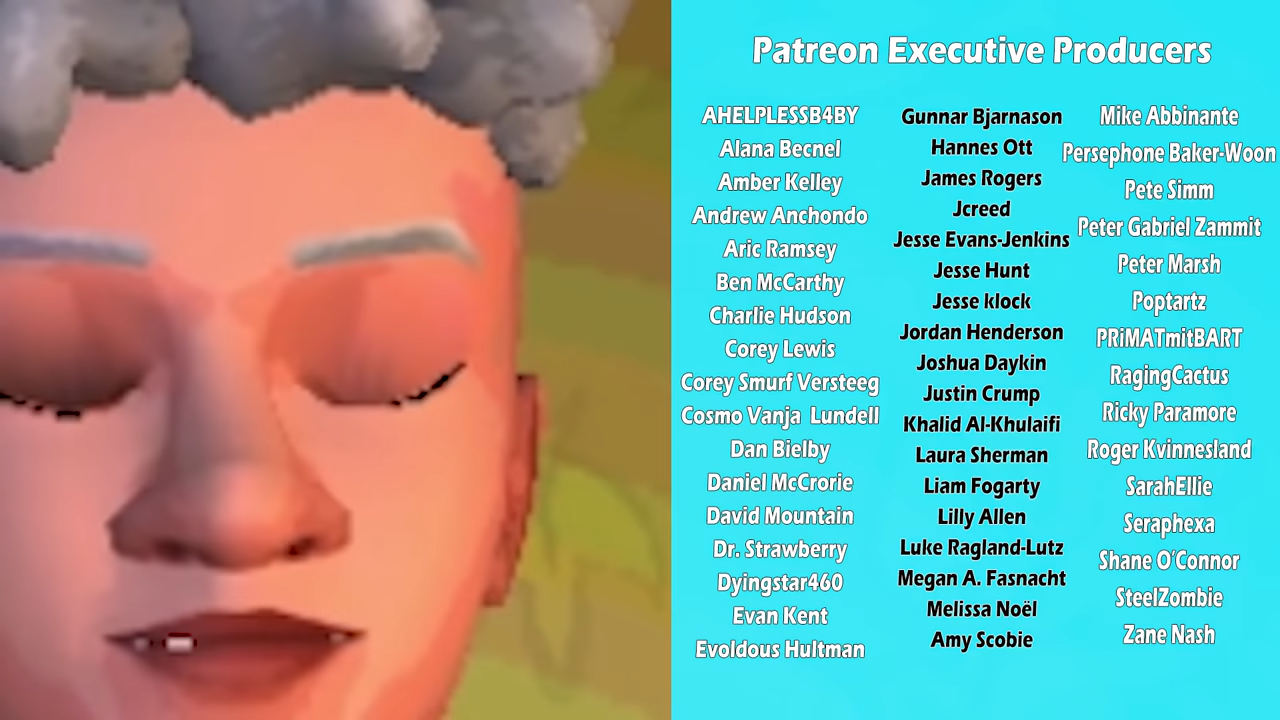 Patreon Executive Producers
AHELPLESSB4BY
Alana Becnel
Amber Kelley
Andrew Anchondo
Aric Ramsey
Ben McCarthy
Charlie Hudson
Corey Lewis
Corey Smurf Versteeg
Cosmo Vanja Lundell
Dan Bielby
Daniel McCrorie
David Mountain
Dr. Strawberry
Dyingstar460
Evan Kent
Evoldous Hultman
Gunnar Bjarnason
Hannes Ott
James Rogers
Jcreed
Jesse Evans-Jenkins
Jesse Hunt
Jesse klock
Jordan Henderson
Joshua Daykin
Justin Crump
Khalid Al-Khulaifi
Laura Sherman
Liam Fogarty
Lilly Allen
Luke Ragland-Lutz
Megan A. Fasnacht
Melissa Noël
Amy Scobie
Mike Abbinante
Persephone Baker-Woon
Pete Simm
Peter Gabriel Zammit
Peter Marsh
Poptartz
PRiMATmitBART
RagingCactus
Ricky Paramore
Roger Kvinnesland
SarahEllie
Seraphexa
Shane O'Connor
SteelZombie
Zane Nash